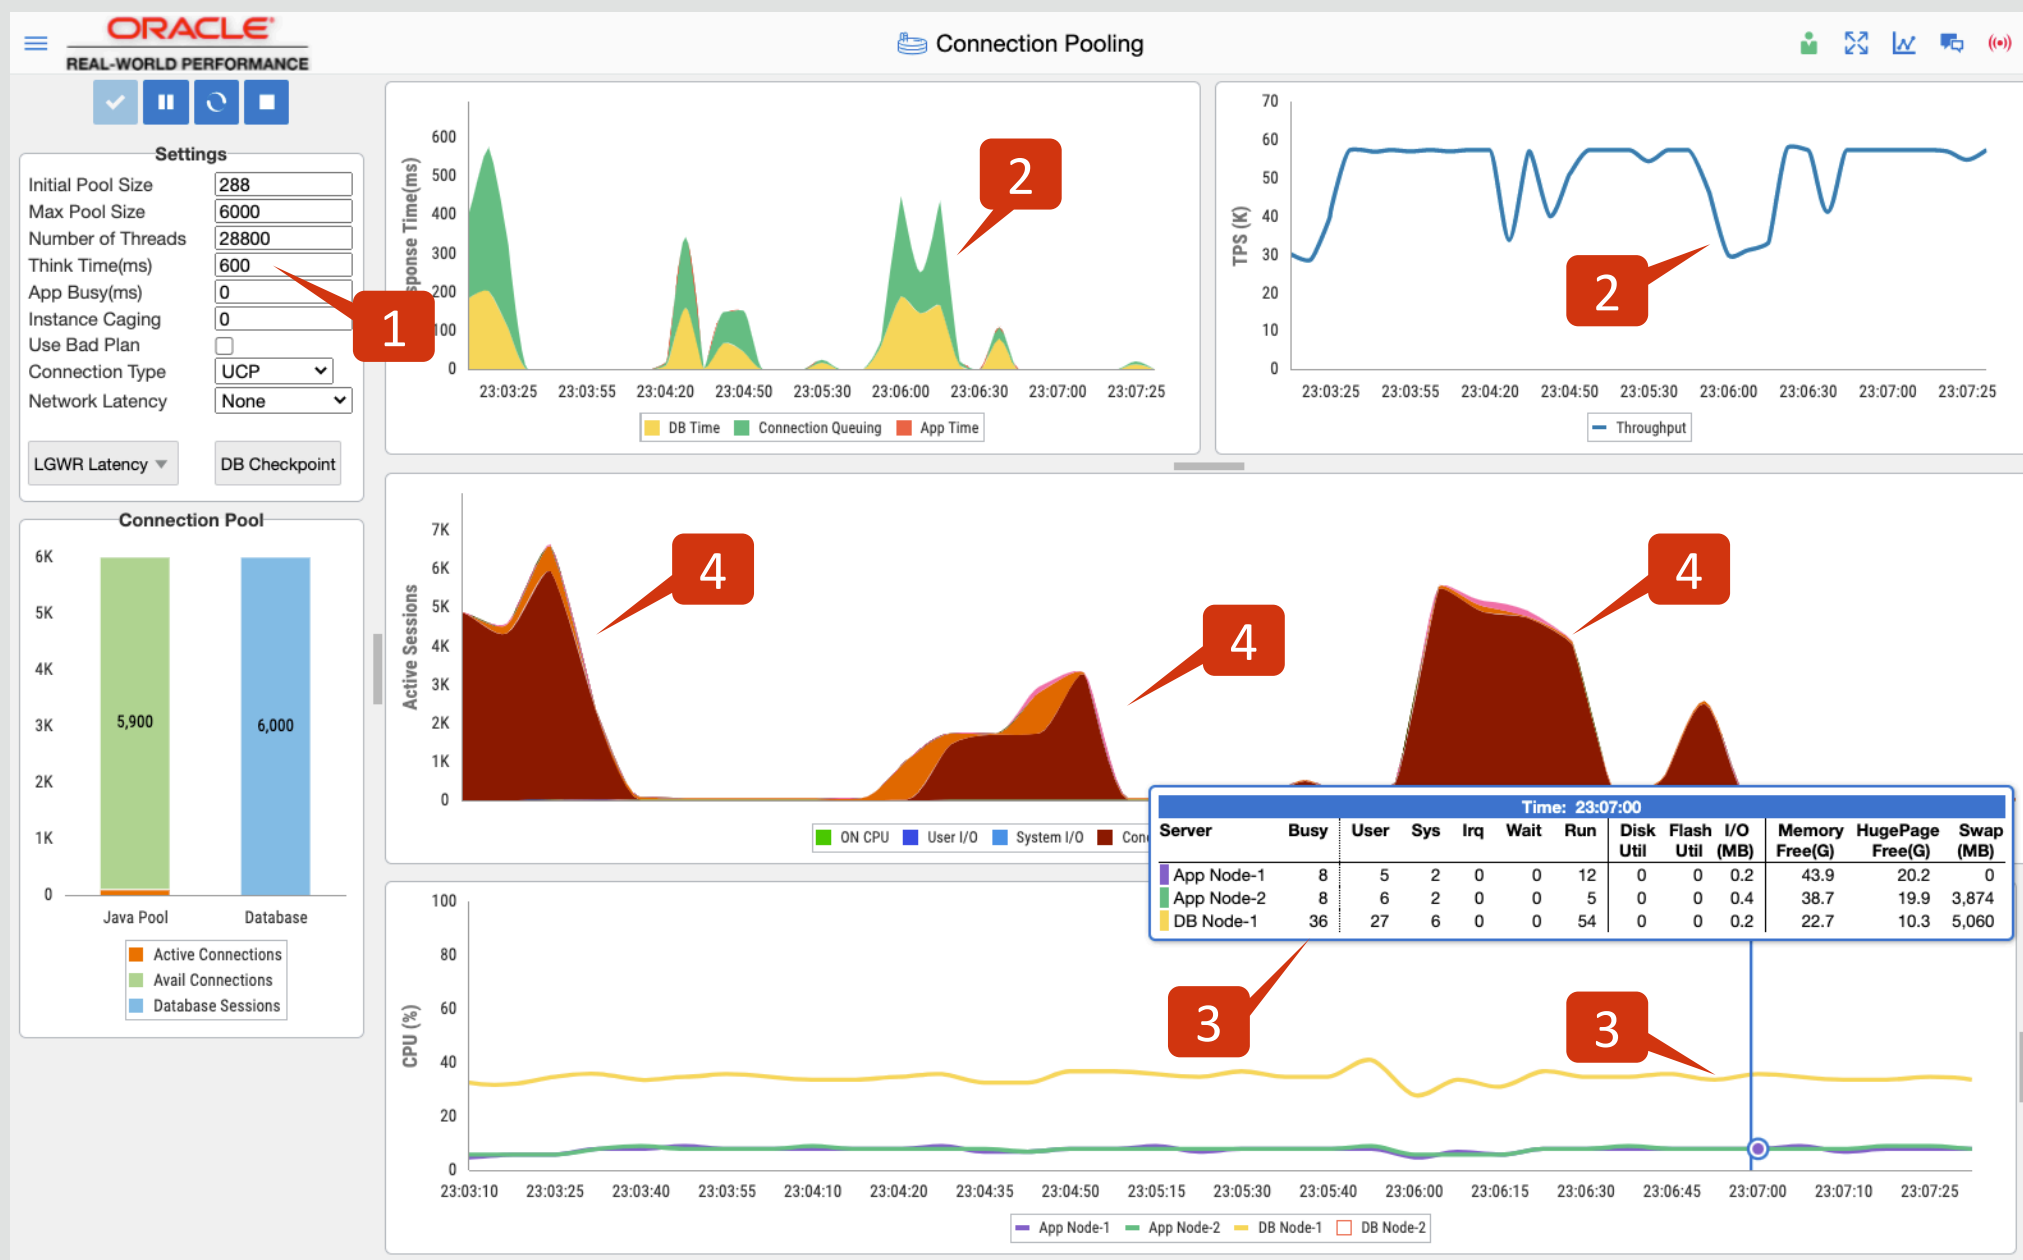 ORACLE
REAL-WORLD PERFORMANCE
Connection Pooling
Settings
Initial Pool Size 288
Max Pool Size 6000
Number of Threads 28800
Think Time(ms) 600
App Busy(ms) 0
Instance Caging 0
Use Bad Plan
Connection Type UCP
Network Latency None
LGWR Latency DB Checkpoint
1
Connection Pool
6K
5K
4K
3K
2K
1K
0
5,900
6,000
Java Pool Database
Active Connections
Avail Connections
Database Sessions
sponse Time(ms)
600
500
400
300
200
100
0
2
23:03:25 23:03:55 23:04:20 23:04:50 23:05:30 23:06:00 23:06:30 23:07:00 23:07:25
DB Time Connection Queuing App Time
TPS (K)
70
60
50
40
30
20
10
0
2
23:03:25 23:03:55 23:04:20 23:04:50 23:05:30 23:06:00 23:06:30 23:07:00 23:07:25
Throughput
Active Sessions
7K
6K
5K
4K
3K
2K
1K
0
4
4
4
ON CPU User I/O System I/O Con
Time: 23:07:00
Server Busy User Sys Irq Wait Run Disk Util Flash Util I/O (MB) Memory Free(G) HugePage Free(G) Swap (MB)
App Node-1 8 5 2 0 0 12 0 0 0.2 43.9 20.2 0
App Node-2 8 6 2 0 0 5 0 0 0.4 38.7 19.9 3,874
DB Node-1 36 27 6 0 0 54 0 0 0.2 22.7 10.3 5,060
CPU (%)
100
80
60
40
20
0
3
3
23:03:10 23:03:25 23:03:40 23:03:55 23:04:10 23:04:20 23:04:35 23:04:50 23:05:15 23:05:30 23:05:40 23:06:00 23:06:15 23:06:30 23:06:45 23:07:00 23:07:10 23:07:25
App Node-1 App Node-2 DB Node-1 DB Node-2